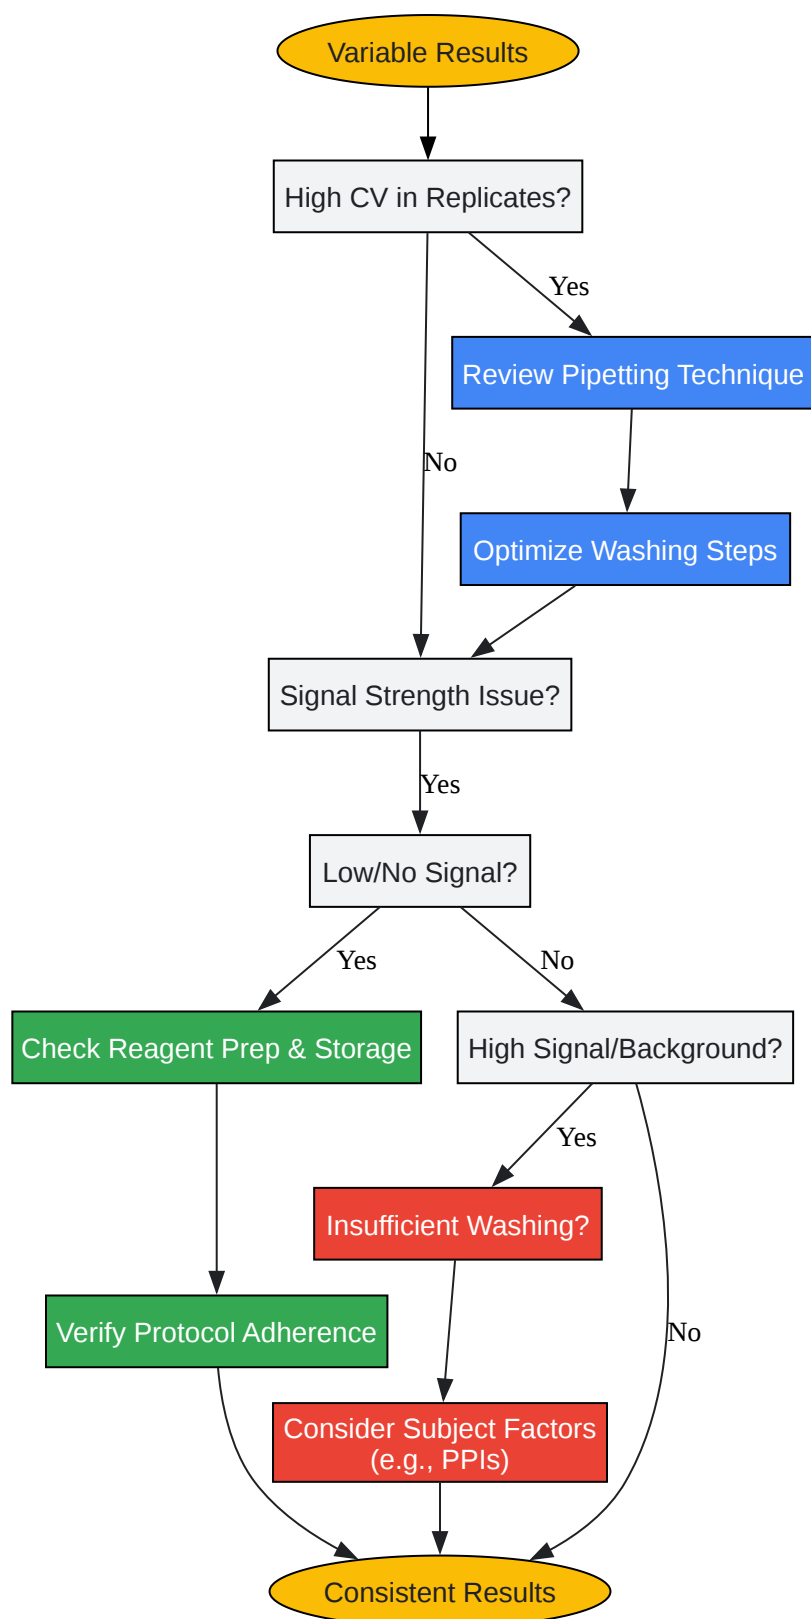 Variable Results
High CV in Replicates?
Yes
Review Pipetting Technique
No
Optimize Washing Steps
Signal Strength Issue?
Yes
Low/No Signal?
Yes
No
Check Reagent Prep & Storage
High Signal/Background?
Yes
Insufficient Washing?
Verify Protocol Adherence
No
Consider Subject Factors
(e.g., PPIs)
Consistent Results